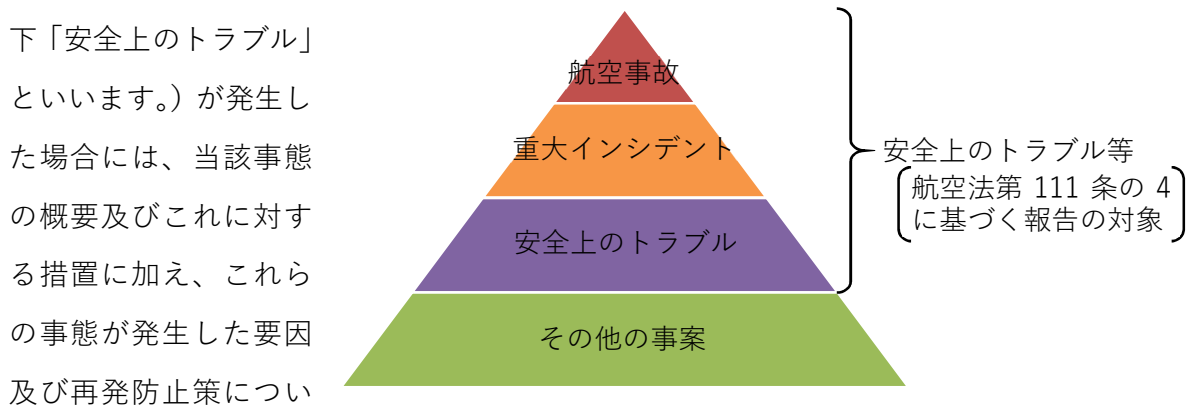 下「安全上のトラブル」
といいます。）が発生し
た場合には、当該事態
の概要及びこれに対す
る措置に加え、これら
の事態が発生した要因
及び再発防止策につい
航空事故
重大インシデント
安全上のトラブル
その他の事案
安全上のトラブル等
航空法第 111 条の 4
に基づく報告の対象